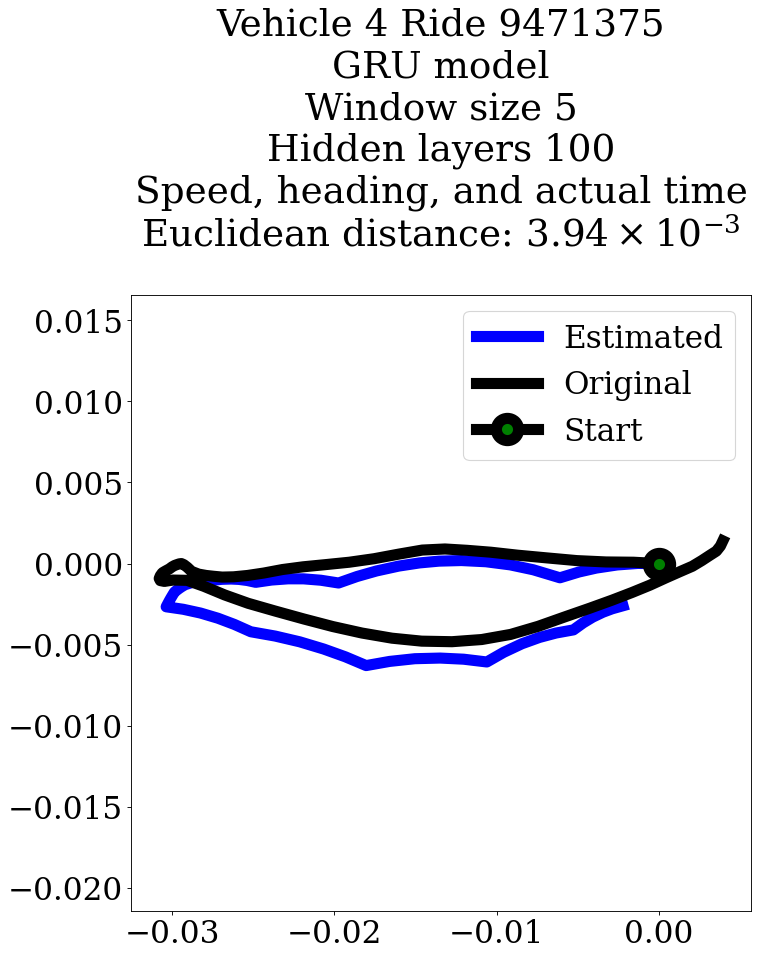 Vehicle 4 Ride 9471375
GRU model
Window size 5
Hidden layers 100
Speed, heading, and actual time
Euclidean distance: 3.94 × 10⁻³
Estimated
Original
Start
0.015
0.010
0.005
0.000
−0.005
−0.010
−0.015
−0.020
−0.03 −0.02 −0.01 0.00